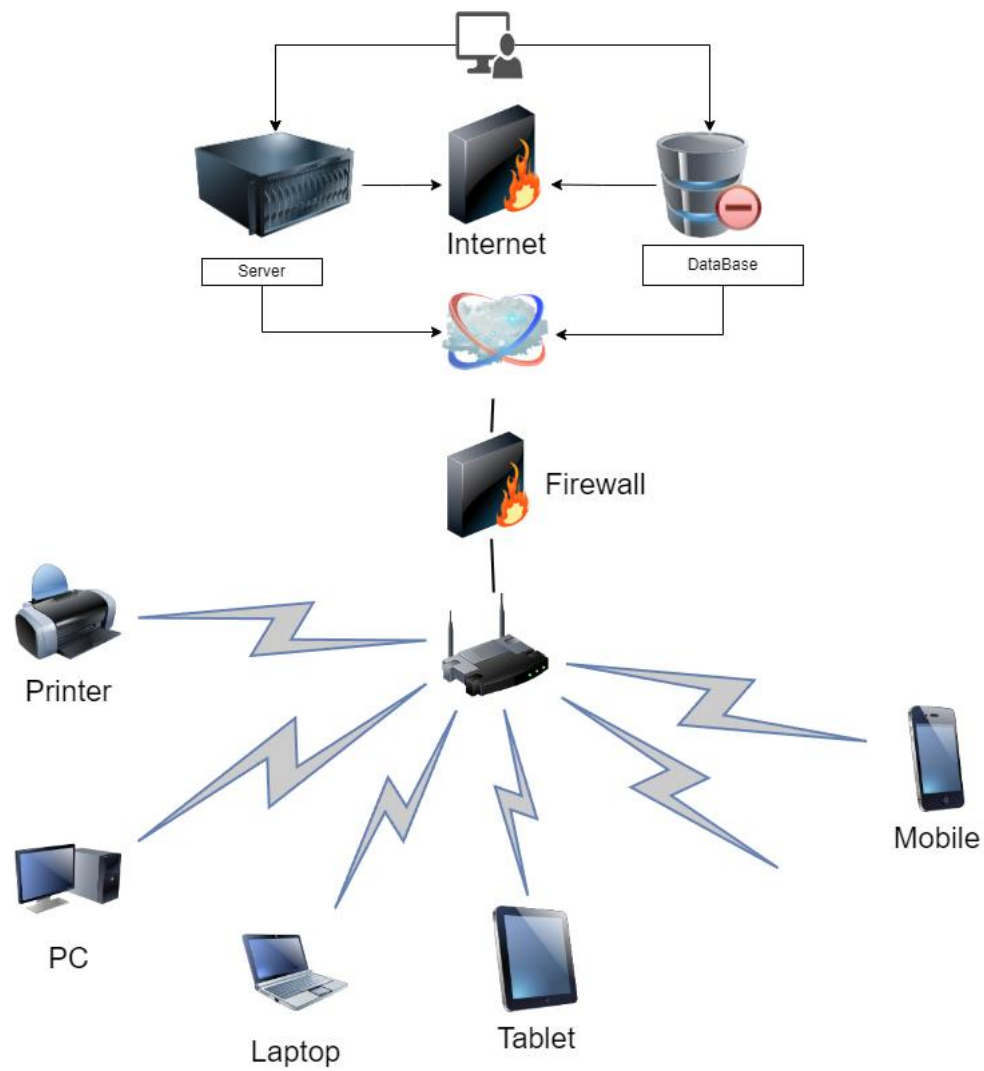 Internet
Server
DataBase
Firewall
Printer
Mobile
PC
Laptop
Tablet